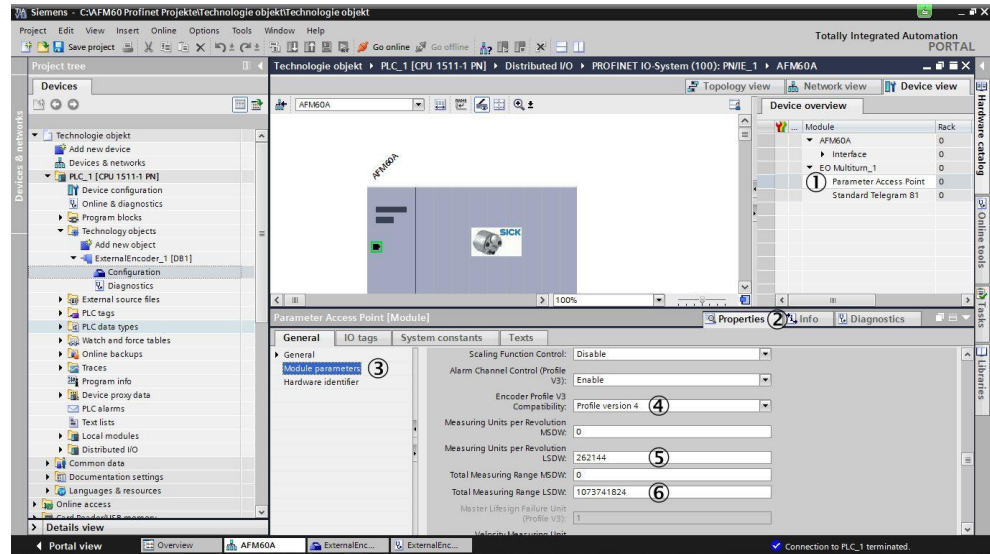 Siemens - C:\AFM60 Profinet Projekte\Technologie objekt\Technologie objekt
Project Edit View Insert Online Options Tools Window Help
Totally Integrated Automation
PORTAL
Save project Go online Go offline
Project tree
Technologie objekt ▸ PLC_1 [CPU 1511-1 PN] ▸ Distributed I/O ▸ PROFINET IO-System (100): PN/IE_1 ▸ AFM60A
Devices
Topology view Network view Device view
AFM60A
Device overview
... Module Rack
AFM60A 0
Interface 0
EO Multiturn_1 0
① Parameter Access Point 0
Standard Telegram 81 0
AFM60A
SICK
100%
Technologie objekt
Add new device
Devices & networks
PLC_1 [CPU 1511-1 PN]
Device configuration
Online & diagnostics
Program blocks
Technology objects
Add new object
ExternalEncoder_1 [DB1]
Configuration
Diagnostics
External source files
PLC tags
PLC data types
Watch and force tables
Online backups
Traces
Program info
Device proxy data
PLC alarms
Text lists
Local modules
Distributed I/O
Common data
Documentation settings
Languages & resources
Online access
Card Reader/USB memory
Details view
Devices & networks
Parameter Access Point [Module]
Properties ② Info Diagnostics
General IO tags System constants Texts
General
Module parameters ③
Hardware identifier
Scaling Function Control: Disable
Alarm Channel Control (Profile
V3): Enable
Encoder Profile V3
Compatibility: Profile version 4 ④
Measuring Units per Revolution
MSDW: 0
Measuring Units per Revolution
LSDW: 262144 ⑤
Total Measuring Range MSDW: 0
Total Measuring Range LSDW: 1073741824 ⑥
Master Lifesign Failure Unit
(Profile V3): 1
Velocity Measuring Unit
Hardware catalog
Online tools
Tasks
Libraries
Portal view Overview AFM60A ExternalEnc... ExternalEnc...
Connection to PLC_1 terminated.